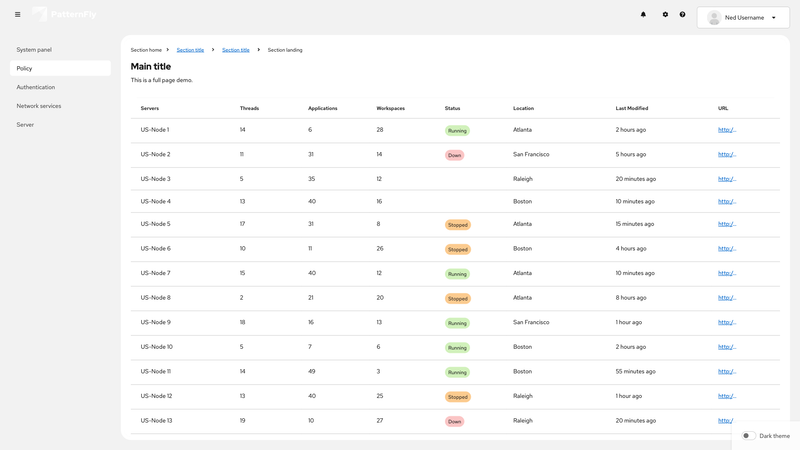 PatternFly
Ned Username
System panel
Policy
Authentication
Network services
Server
Section home > Section title > Section title > Section landing
Main title
This is a full page demo.
Servers Threads Applications Workspaces Status Location Last Modified URL
US-Node 1 14 6 28 Running Atlanta 2 hours ago http:/...
US-Node 2 11 31 14 Down San Francisco 5 hours ago http:/...
US-Node 3 5 35 12 Raleigh 20 minutes ago http:/...
US-Node 4 13 40 16 Boston 10 minutes ago http:/...
US-Node 5 17 31 8 Stopped Atlanta 15 minutes ago http:/...
US-Node 6 10 11 26 Stopped Boston 4 hours ago http:/...
US-Node 7 15 40 12 Running Atlanta 10 minutes ago http:/...
US-Node 8 2 21 20 Stopped Atlanta 8 hours ago http:/...
US-Node 9 18 16 13 Running San Francisco 1 hour ago http:/...
US-Node 10 5 7 6 Running Boston 2 hours ago http:/...
US-Node 11 14 49 3 Running Boston 55 minutes ago http:/...
US-Node 12 13 40 25 Stopped Raleigh 1 hour ago http:/...
US-Node 13 19 10 27 Down Raleigh 20 minutes ago http:/
Dark theme